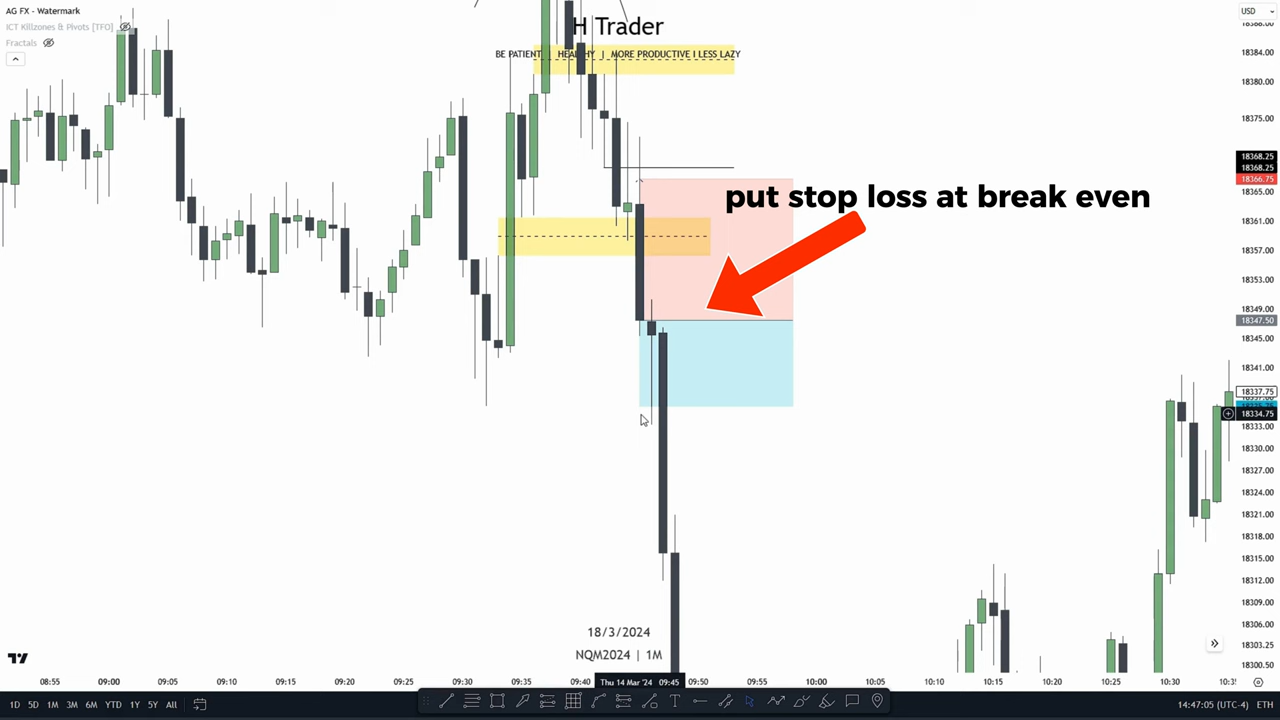 AG FX - Watermark
ICT Killzones & Pivots [TFO]
Fractals
H Trader
BE PATIENT | HEALTHY | MORE PRODUCTIVE I LESS LAZY
put stop loss at break even
USD
18388.00
18384.00
18380.00
18375.00
18368.25
18368.25
18366.75
18365.00
18361.00
18357.00
18353.00
18349.00
18347.50
18345.00
18341.00
18337.75
18334.75
18333.00
18330.00
18327.00
18324.00
18321.00
18318.00
18315.00
18312.00
18309.00
18306.00
18303.25
18300.50
18/3/2024
NQM2024 | 1M
08:55 09:00 09:05 09:10 09:15 09:20 09:25 09:30 09:35 09:40 Thu 14 Mar '24 09:45 09:50 09:55 10:00 10:05 10:10 10:15 10:20 10:25 10:30 10:35
1D 5D 1M 3M 6M YTD 1Y 5Y All
14:47:05 (UTC-4) ETH